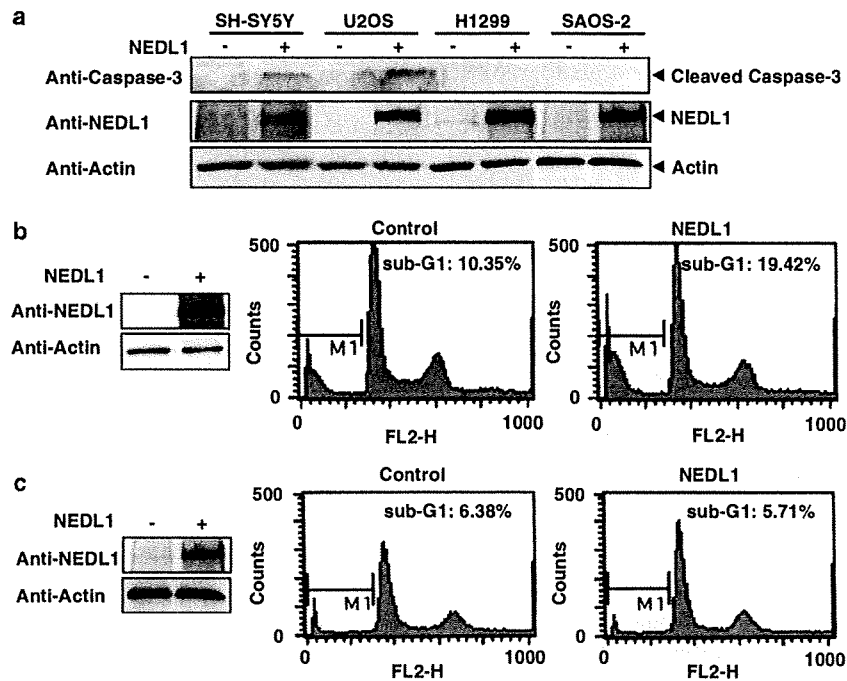 a
SH-SY5Y U2OS H1299 SAOS-2
NEDL1 - + - + - + - +
Anti-Caspase-3 Cleaved Caspase-3
Anti-NEDL1 NEDL1
Anti-Actin Actin
b
NEDL1 - +
Anti-NEDL1
Anti-Actin
Control
500
sub-G1: 10.35%
Counts
M1
0
0 1000
FL2-H
NEDL1
500
sub-G1: 19.42%
Counts
M1
0
0 1000
FL2-H
c
NEDL1 - +
Anti-NEDL1
Anti-Actin
Control
500
sub-G1: 6.38%
Counts
M1
0
0 1000
FL2-H
NEDL1
500
sub-G1: 5.71%
Counts
M1
0
0 1000
FL2-H